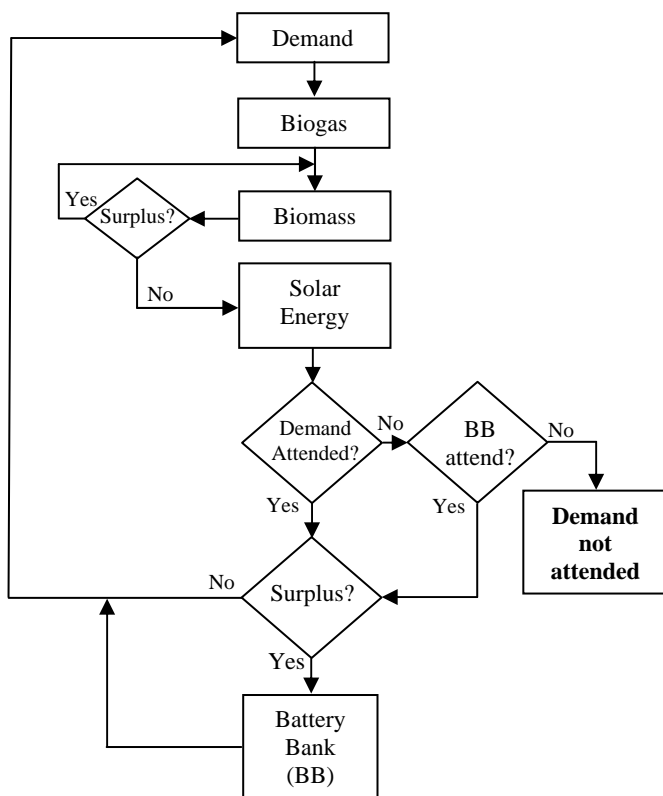 Demand
Biogas
Yes
Surplus?
Biomass
No
Solar
Energy
Demand
Attended?
No
BB
attend?
No
Yes
Yes
Demand
not
attended
No
Surplus?
Yes
Battery
Bank
(BB)